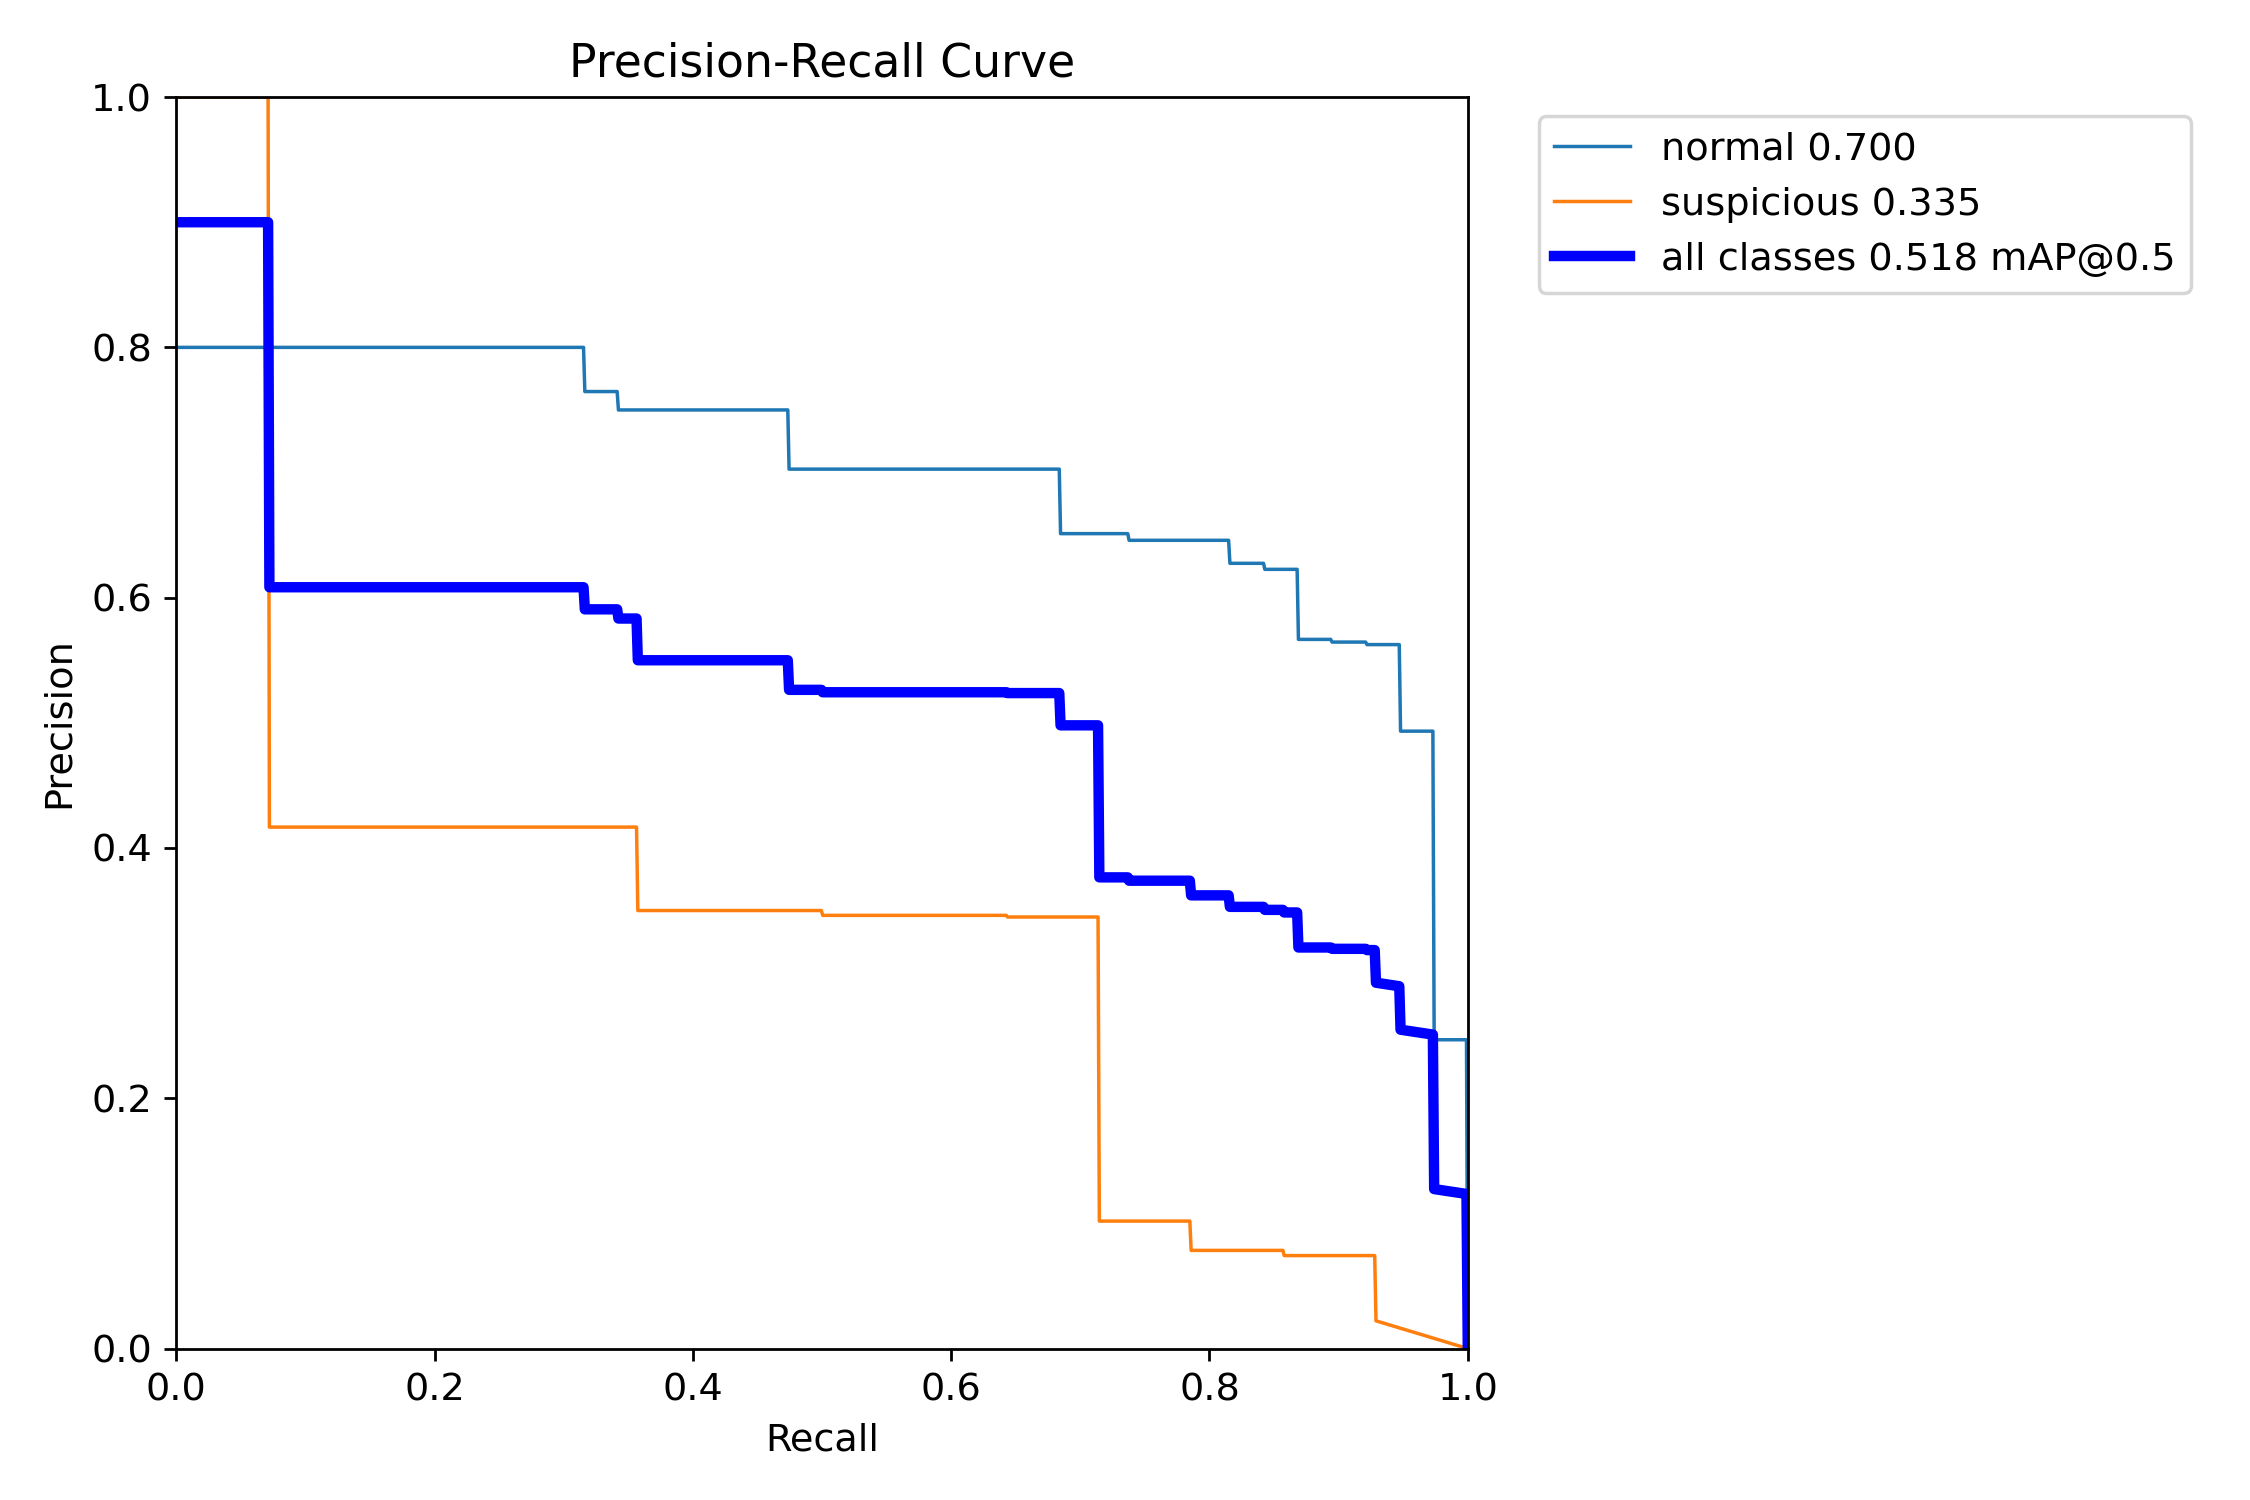 Precision-Recall Curve
normal 0.700
suspicious 0.335
all classes 0.518 mAP@0.5
Precision
1.0
0.8
0.6
0.4
0.2
0.0
0.0 0.2 0.4 0.6 0.8 1.0
Recall